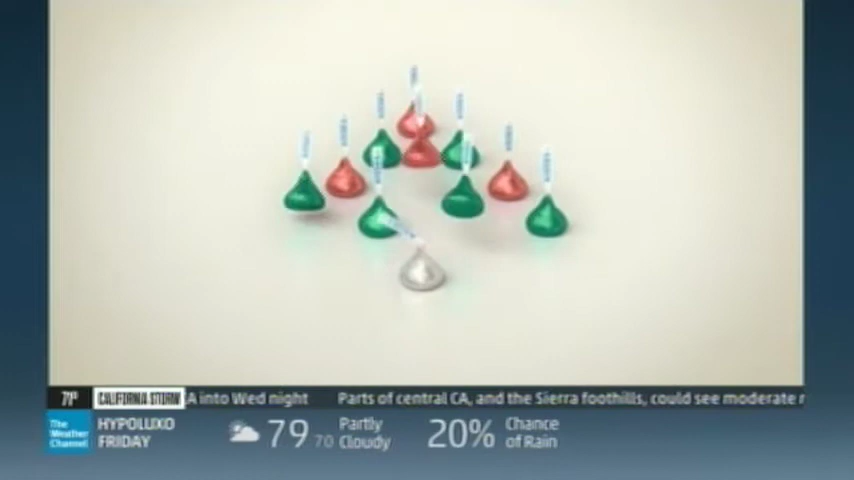 71°
CALIFORNIA STORM
A into Wed night Parts of central CA, and the Sierra foothills, could see moderate r
The
Weather
Channel
HYPOLUXO
FRIDAY
79 70
Partly
Cloudy
20%
Chance
of Rain